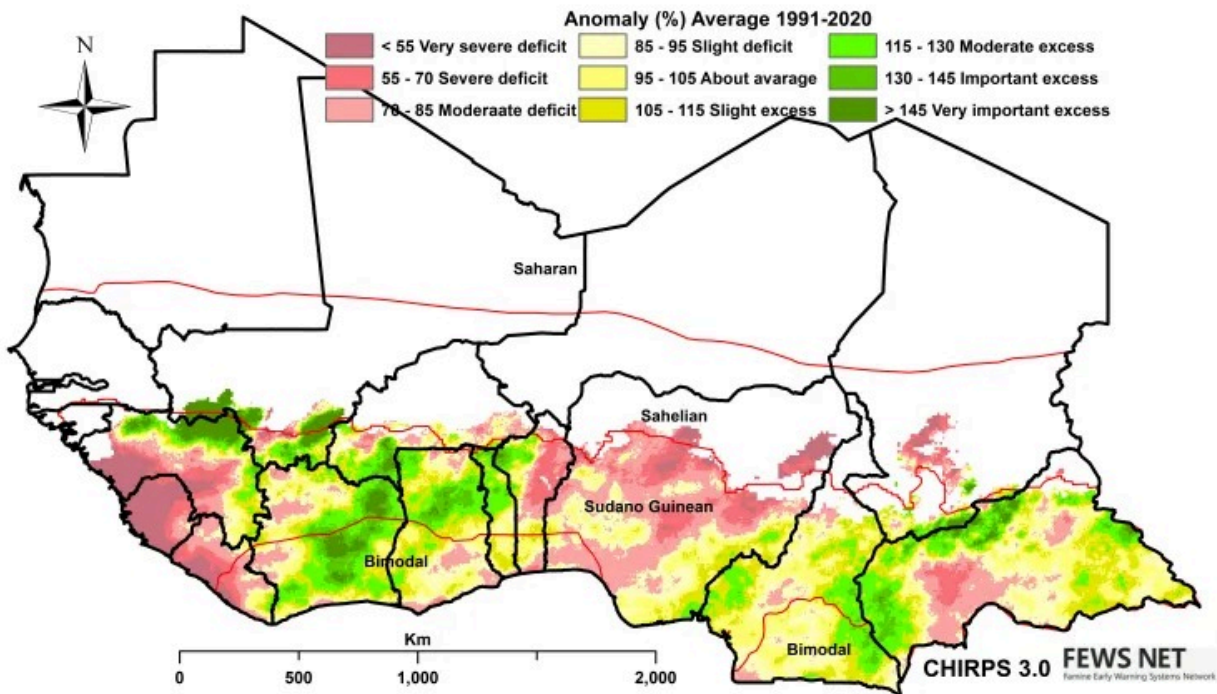 Anomaly (%) Average 1991-2020
< 55 Very severe deficit
55 - 70 Severe deficit
70 - 85 Moderaate deficit
85 - 95 Slight deficit
95 - 105 About avarage
105 - 115 Slight excess
115 - 130 Moderate excess
130 - 145 Important excess
> 145 Very important excess
N
Saharan
Sahelian
Sudano Guinean
Bimodal
Bimodal
Km
0 500 1,000 2,000
CHIRPS 3.0
FEWS NET
Famine Early Warning Systems Network